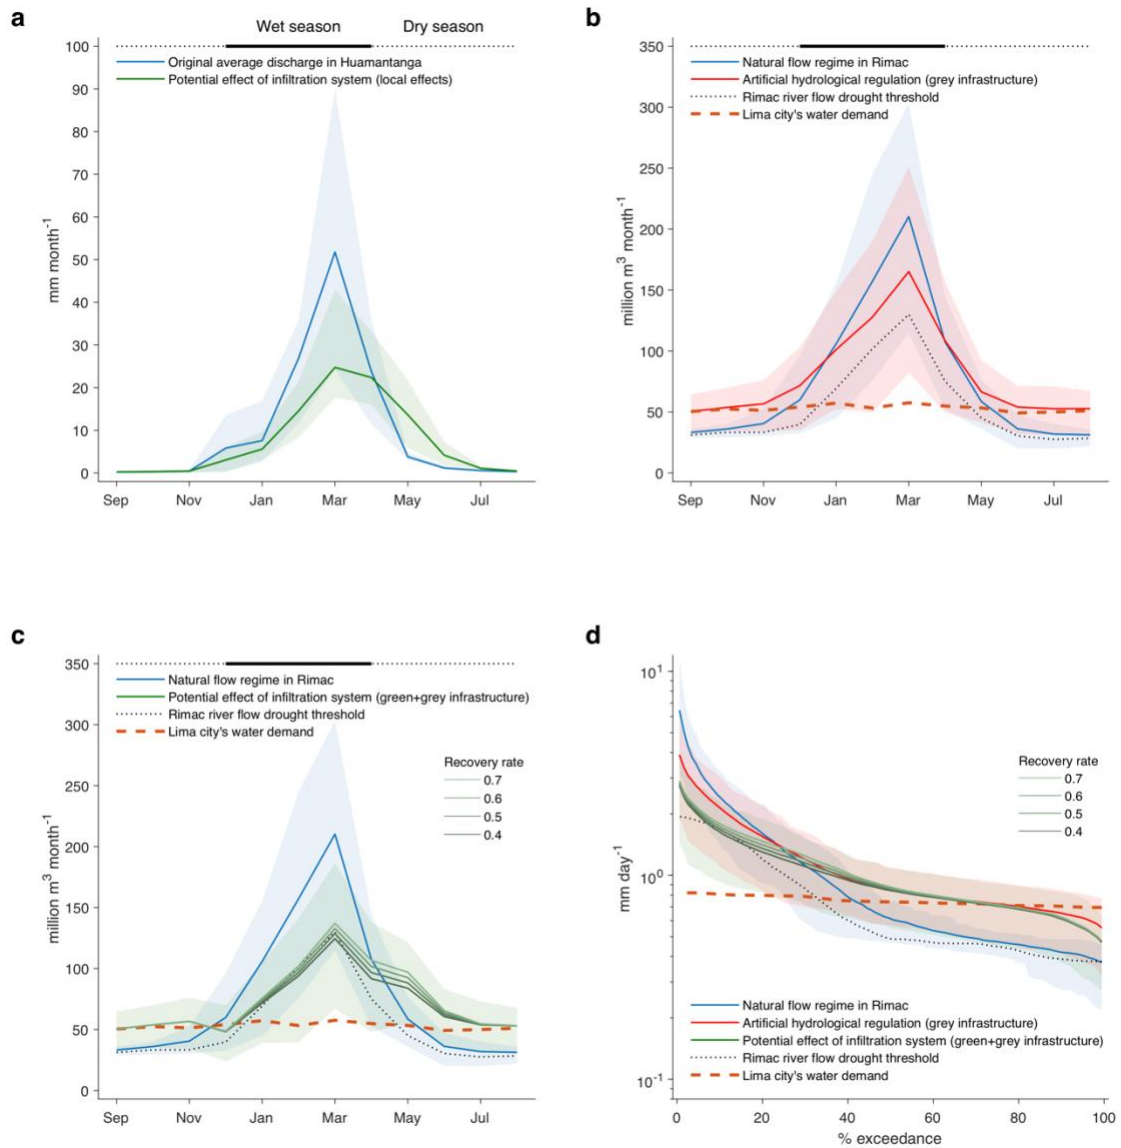 a
Wet season Dry season
100
90
80
70
60
50
40
30
20
10
0
mm month-1
Original average discharge in Huamantanga
Potential effect of infiltration system (local effects)
Sep Nov Jan Mar May Jul
b
350
300
250
200
150
100
50
0
million m3 month-1
Natural flow regime in Rimac
Artificial hydrological regulation (grey infrastructure)
Rimac river flow drought threshold
Lima city's water demand
Sep Nov Jan Mar May Jul
c
350
300
250
200
150
100
50
0
million m3 month-1
Natural flow regime in Rimac
Potential effect of infiltration system (green+grey infrastructure)
Rimac river flow drought threshold
Lima city's water demand
Recovery rate
0.7
0.6
0.5
0.4
Sep Nov Jan Mar May Jul
d
101
100
10-1
mm day-1
Recovery rate
0.7
0.6
0.5
0.4
Natural flow regime in Rimac
Artificial hydrological regulation (grey infrastructure)
Potential effect of infiltration system (green+grey infrastructure)
Rimac river flow drought threshold
Lima city's water demand
0 20 40 60 80 100
% exceedance